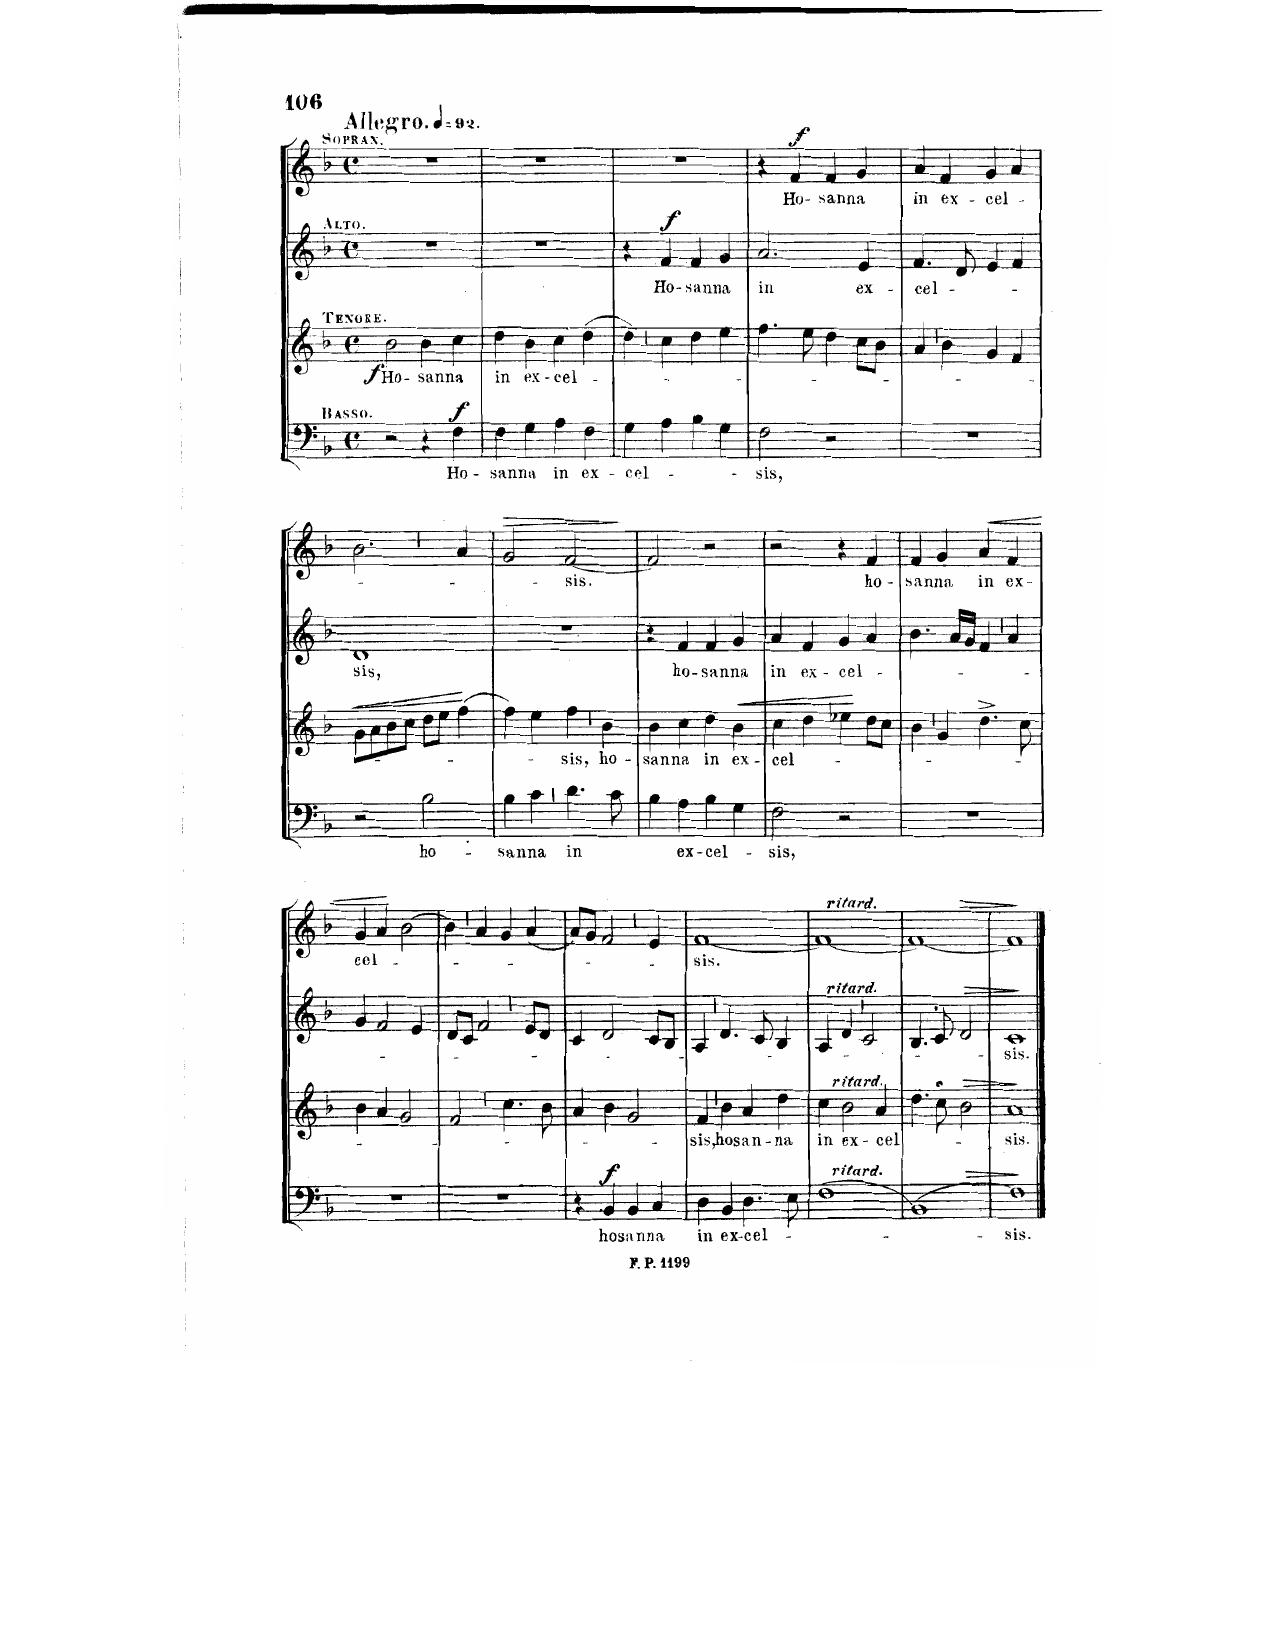 106
Allegro. ♩= 92.
SOPRAN.
f
Ho- sanna in ex - cel -
ALTO.
f
Ho- sanna in ex - cel -
TENORE.
f Ho- sanna in ex - cel -
BASSO.
f
Ho - sanna in ex - cel - sis,
sis. ho - sanna in ex -
sis, ho- sanna in ex - cel -
sis, ho - sanna in ex - cel -
ho - sanna in ex - cel - sis,
ritard.
cel - sis.
ritard.
sis.
ritard.
sis, hosan - na in ex - cel - sis.
ritard.
f
hosanna in ex - cel - sis.
F. P. 1199